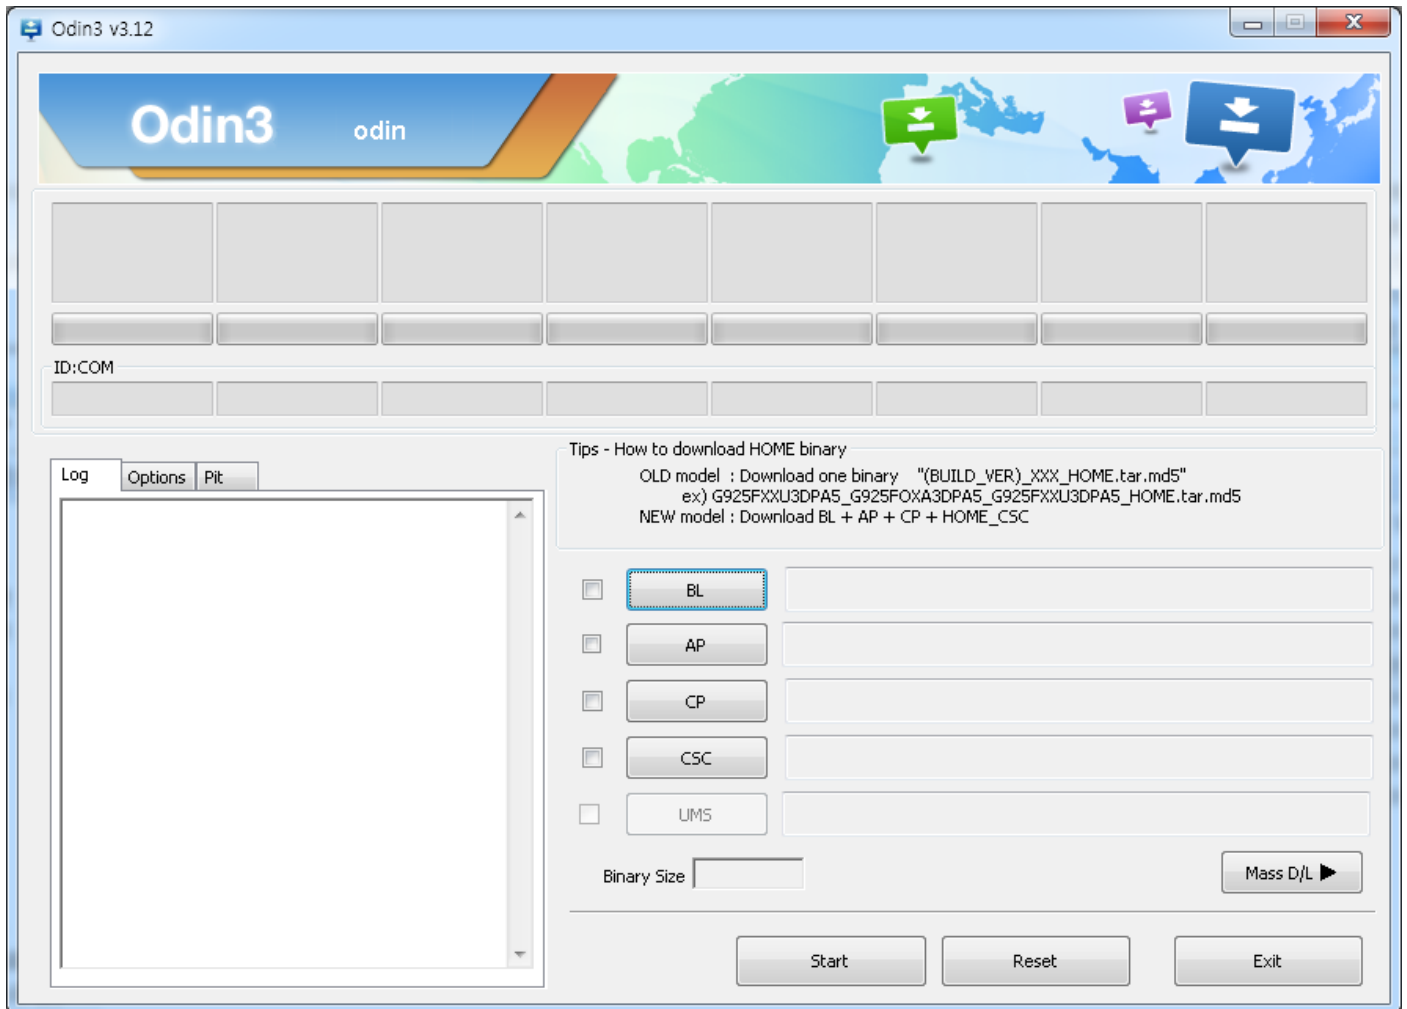 Odin3 v3.12
Odin3 odin
ID:COM
Log Options Pit
Tips - How to download HOME binary
OLD model : Download one binary "(BUILD_VER)_XXX_HOME.tar.md5"
ex) G925FXXU3DPA5_G925FOXA3DPA5_G925FXXU3DPA5_HOME.tar.md5
NEW model : Download BL + AP + CP + HOME_CSC
BL
AP
CP
CSC
UMS
Binary Size
Mass D/L ▶
Start Reset Exit